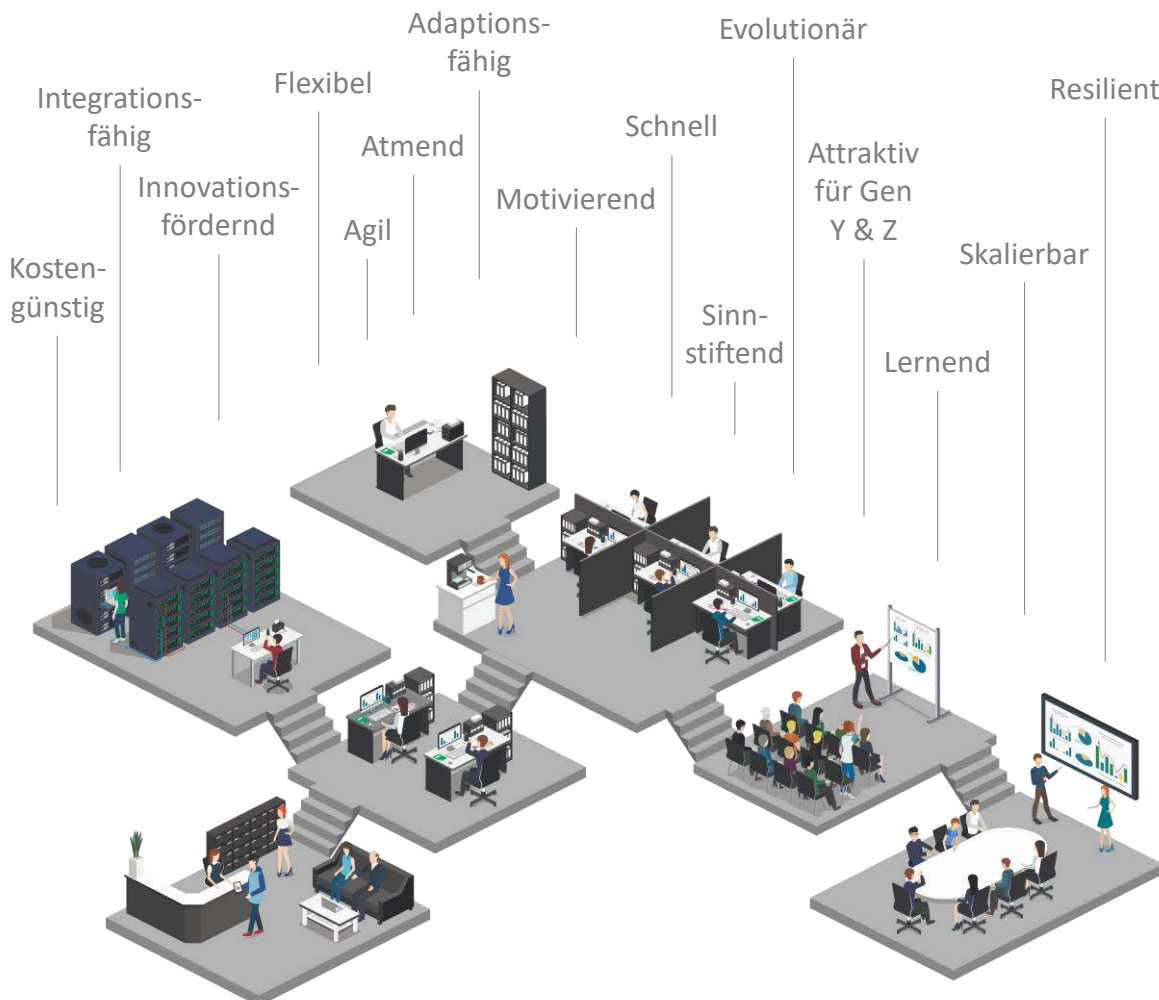 Kosten-
günstig
Integrations-
fähig
Innovations-
fördernd
Flexibel
Agil
Atmend
Adaptions-
fähig
Motivierend
Schnell
Sinn-
stiftend
Evolutionär
Attraktiv
für Gen
Y & Z
Lernend
Skalierbar
Resilient